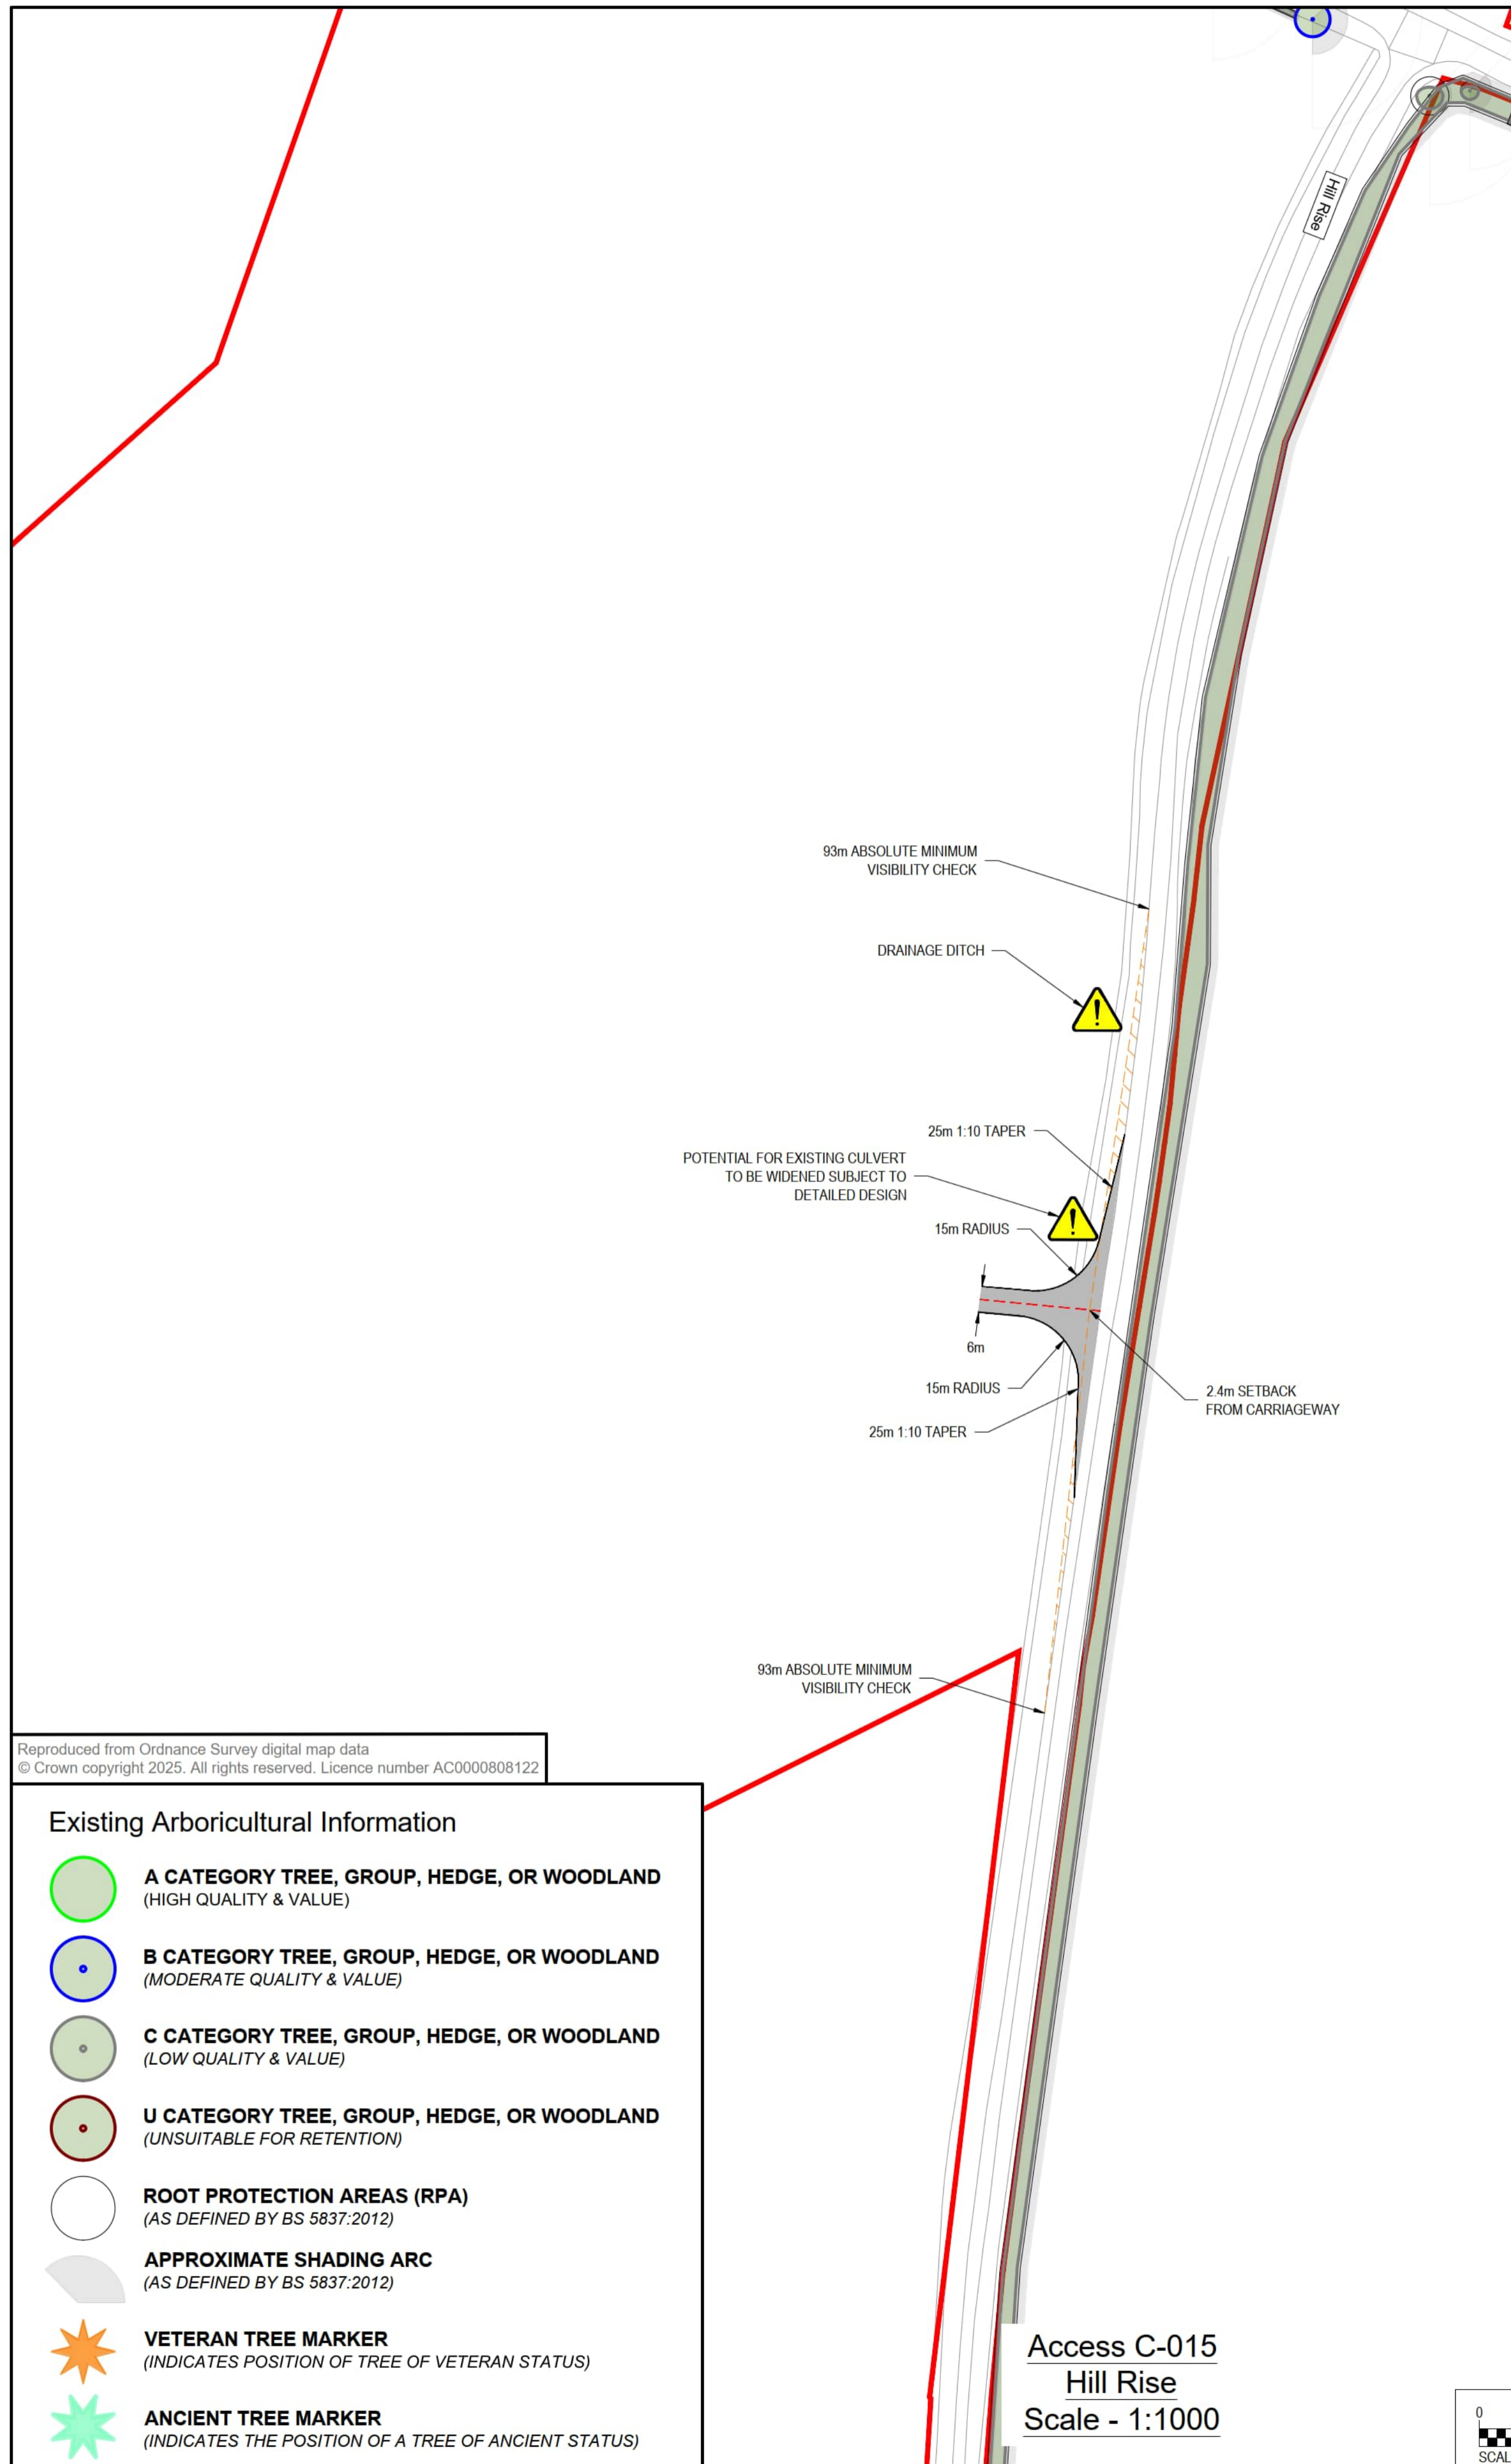 Hill Rise
93m ABSOLUTE MINIMUM
VISIBILITY CHECK
DRAINAGE DITCH
25m 1:10 TAPER
POTENTIAL FOR EXISTING CULVERT
TO BE WIDENED SUBJECT TO
DETAILED DESIGN
15m RADIUS
6m
15m RADIUS
2.4m SETBACK
FROM CARRIAGEWAY
25m 1:10 TAPER
93m ABSOLUTE MINIMUM
VISIBILITY CHECK
Reproduced from Ordnance Survey digital map data
© Crown copyright 2025. All rights reserved. Licence number AC0000808122
Existing Arboricultural Information
A CATEGORY TREE, GROUP, HEDGE, OR WOODLAND
(HIGH QUALITY & VALUE)
B CATEGORY TREE, GROUP, HEDGE, OR WOODLAND
(MODERATE QUALITY & VALUE)
C CATEGORY TREE, GROUP, HEDGE, OR WOODLAND
(LOW QUALITY & VALUE)
U CATEGORY TREE, GROUP, HEDGE, OR WOODLAND
(UNSUITABLE FOR RETENTION)
ROOT PROTECTION AREAS (RPA)
(AS DEFINED BY BS 5837:2012)
APPROXIMATE SHADING ARC
(AS DEFINED BY BS 5837:2012)
VETERAN TREE MARKER
(INDICATES POSITION OF TREE OF VETERAN STATUS)
ANCIENT TREE MARKER
(INDICATES THE POSITION OF A TREE OF ANCIENT STATUS)
Access C-015
Hill Rise
Scale - 1:1000
0
SCAL